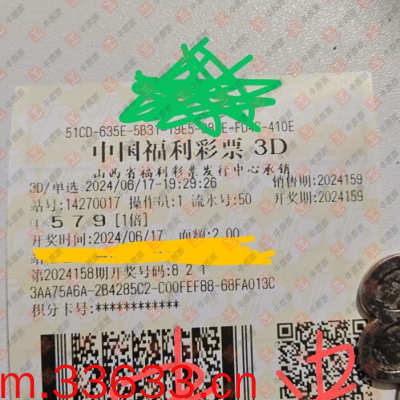 51CD-635E-5B31-19E5-
-FD4C-410E
中国福利彩票 3D
山西省福利彩票发行中心承销
3D/单选 2024/06/17-19:29:26 销售期:2024159
站号:14270017 操作员:1 流水号:50 开奖期:2024159
579 [1倍]
开奖时间:2024/06/17 面额:2.00
第2024158期开奖号码:8 2 1
3AA75A6A-2B4285C2-C00FEF88-68FA013C
积分卡号:************
m.33633.cn